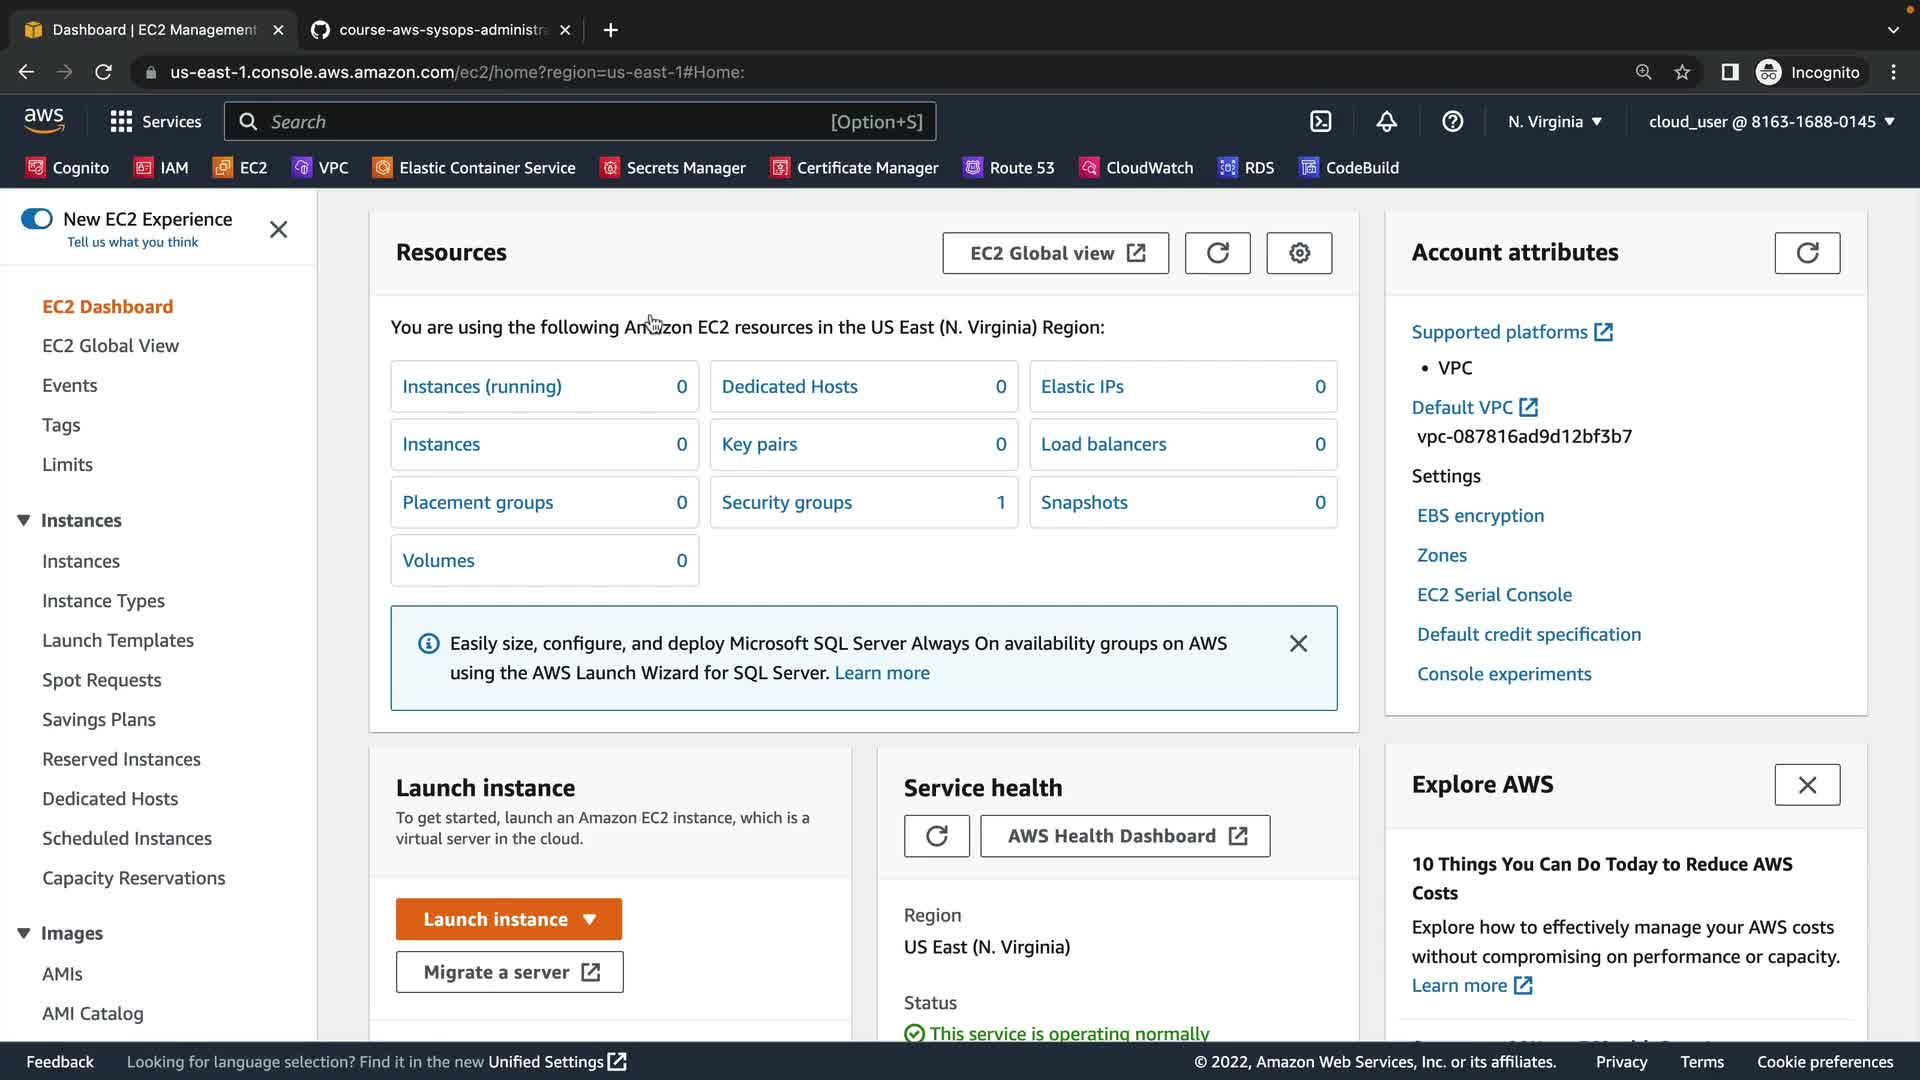 Dashboard | EC2 Management
course-aws-sysops-administra
us-east-1.console.aws.amazon.com/ec2/home?region=us-east-1#Home:
Incognito
aws
Services
Search
[Option+S]
N. Virginia
cloud_user @ 8163-1688-0145
Cognito
IAM
EC2
VPC
Elastic Container Service
Secrets Manager
Certificate Manager
Route 53
CloudWatch
RDS
CodeBuild
New EC2 Experience
Tell us what you think
EC2 Dashboard
EC2 Global View
Events
Tags
Limits
Instances
Instances
Instance Types
Launch Templates
Spot Requests
Savings Plans
Reserved Instances
Dedicated Hosts
Scheduled Instances
Capacity Reservations
Images
AMIs
AMI Catalog
Resources
EC2 Global view
You are using the following Amazon EC2 resources in the US East (N. Virginia) Region:
Instances (running) 0
Dedicated Hosts 0
Elastic IPs 0
Instances 0
Key pairs 0
Load balancers 0
Placement groups 0
Security groups 1
Snapshots 0
Volumes 0
Easily size, configure, and deploy Microsoft SQL Server Always On availability groups on AWS
using the AWS Launch Wizard for SQL Server. Learn more
Launch instance
To get started, launch an Amazon EC2 instance, which is a
virtual server in the cloud.
Launch instance
Migrate a server
Service health
AWS Health Dashboard
Region
US East (N. Virginia)
Status
This service is operating normally
Account attributes
Supported platforms
• VPC
Default VPC
vpc-087816ad9d12bf3b7
Settings
EBS encryption
Zones
EC2 Serial Console
Default credit specification
Console experiments
Explore AWS
10 Things You Can Do Today to Reduce AWS
Costs
Explore how to effectively manage your AWS costs
without compromising on performance or capacity.
Learn more
Feedback
Looking for language selection? Find it in the new Unified Settings
© 2022, Amazon Web Services, Inc. or its affiliates.
Privacy
Terms
Cookie preferences